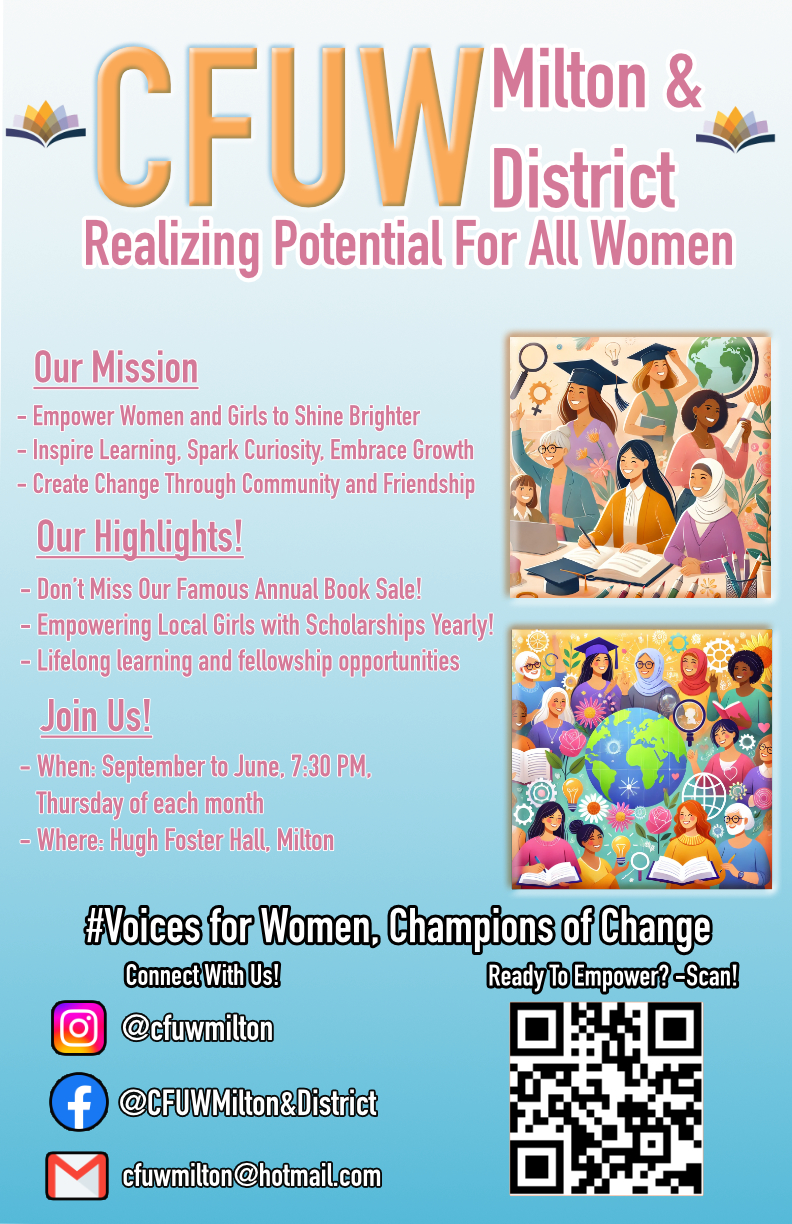 CFUW Milton &
District
Realizing Potential For All Women
Our Mission
- Empower Women and Girls to Shine Brighter
- Inspire Learning, Spark Curiosity, Embrace Growth
- Create Change Through Community and Friendship
Our Highlights!
- Don't Miss Our Famous Annual Book Sale!
- Empowering Local Girls with Scholarships Yearly!
- Lifelong learning and fellowship opportunities
Join Us!
- When: September to June, 7:30 PM,
Thursday of each month
- Where: Hugh Foster Hall, Milton
#Voices for Women, Champions of Change
Connect With Us!
@cfuwmilton
@CFUWMilton&District
cfuwmilton@hotmail.com
Ready To Empower? -Scan!